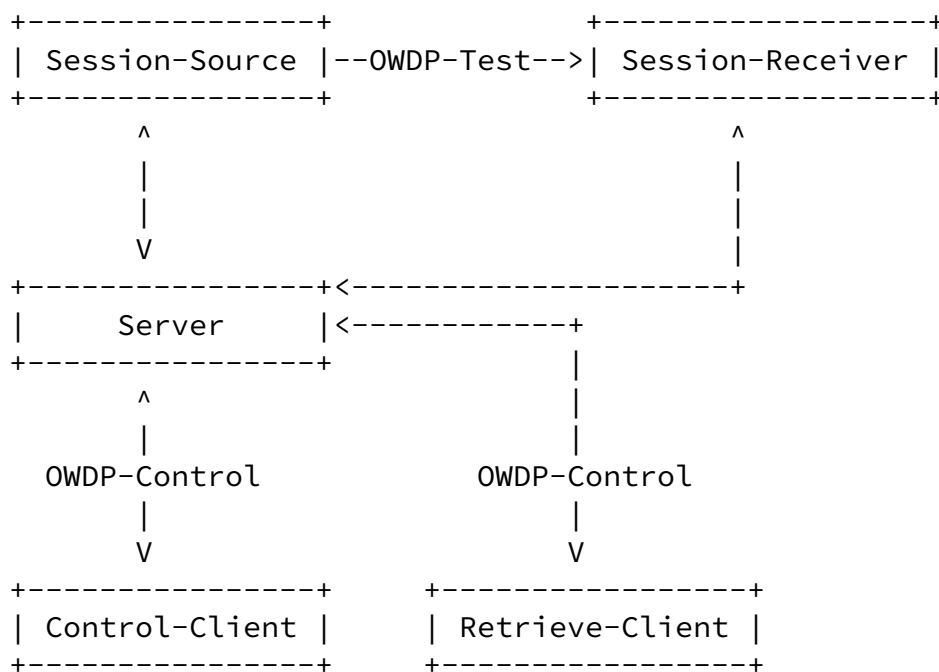 Session-Source --OWDP-Test--> Session-Receiver
Server
OWDP-Control OWDP-Control
Control-Client Retrieve-Client